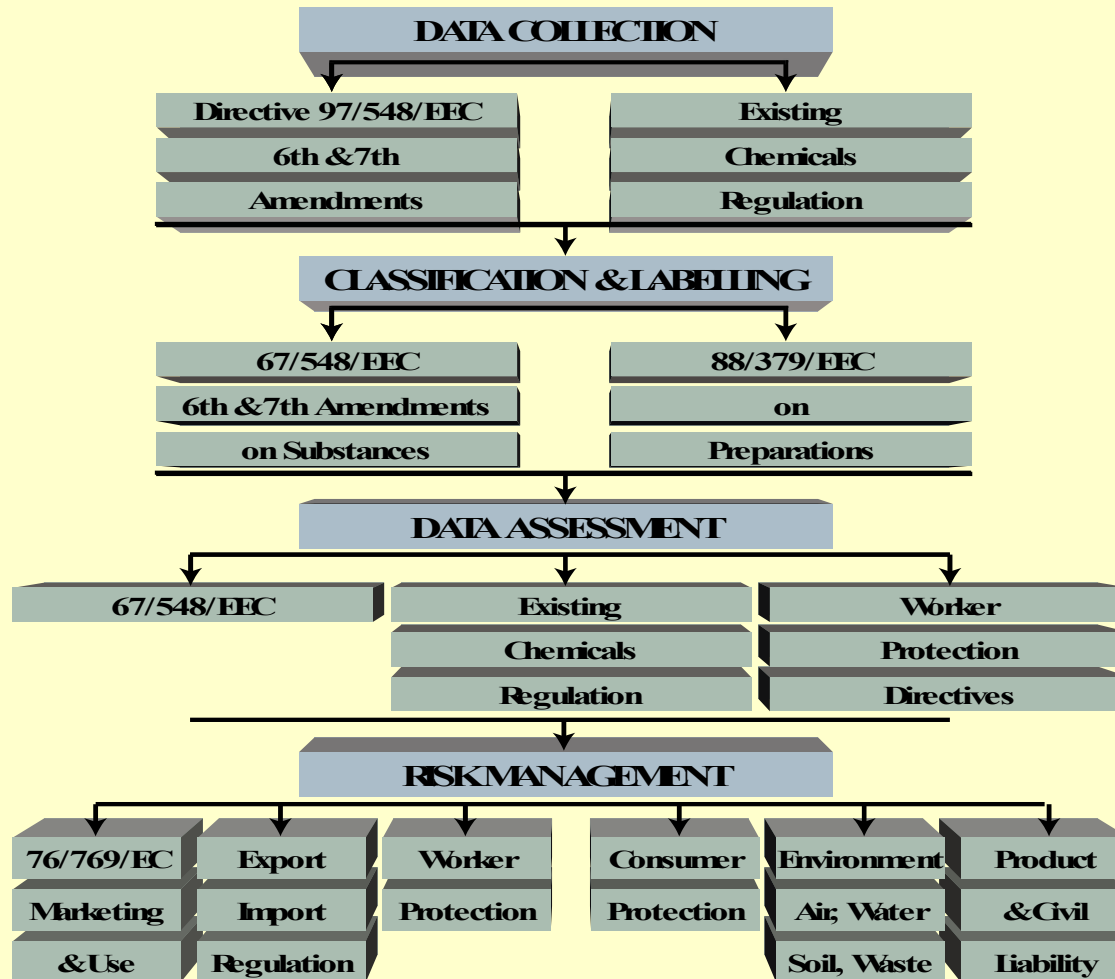 DATA COLLECTION
Directive 97/548/EEC
6th & 7th
Amendments
Existing
Chemicals
Regulation
CLASSIFICATION & LABELLING
67/548/EEC
6th & 7th Amendments
on Substances
88/379/EEC
on
Preparations
DATA ASSESSMENT
67/548/EEC
Existing
Chemicals
Regulation
Worker
Protection
Directives
RISK MANAGEMENT
76/769/EC
Marketing
& Use
Export
Import
Regulation
Worker
Protection
Consumer
Protection
Environment
Air, Water
Soil, Waste
Product
& Civil
Liability